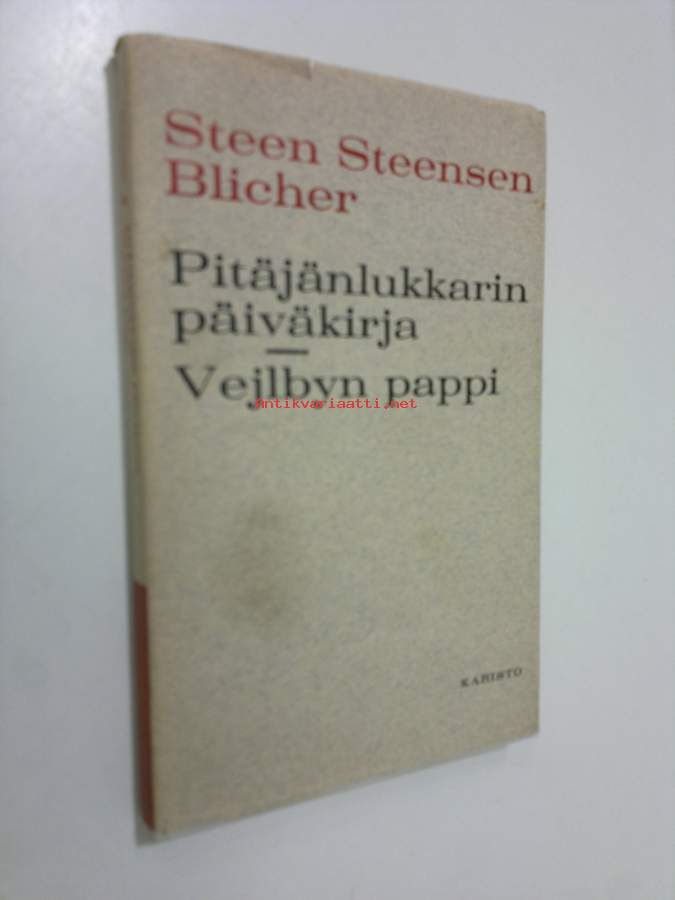 Steen Steensen
Blicher
Pitäjänlukkarin
päiväkirja
Vejlbyn pappi
Antikvariaatti.net
KARISTO